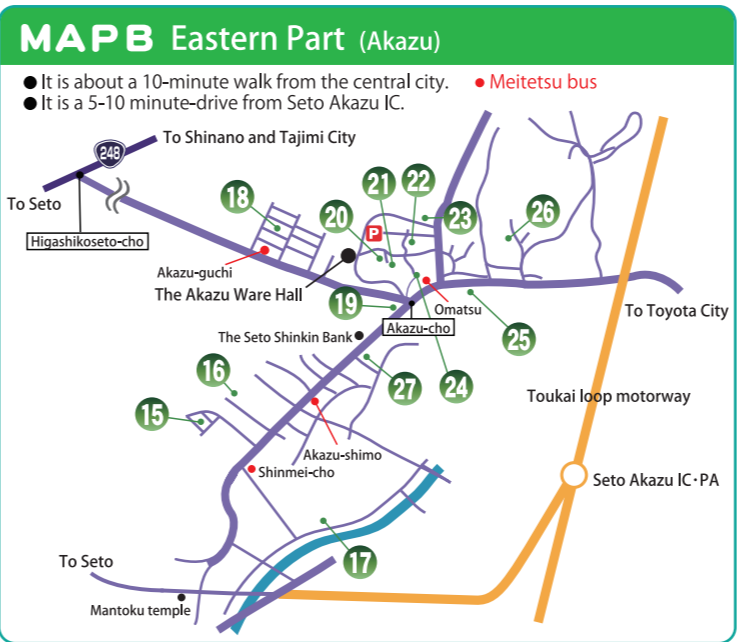 MAP B Eastern Part (Akazu)
● It is about a 10-minute walk from the central city. ● Meitetsu bus
● It is a 5-10 minute-drive from Seto Akazu IC.
248
To Shinano and Tajimi City
To Seto
Higashikoseto-cho
18
20
21
22
23
26
P
Akazu-guchi
The Akazu Ware Hall
19
Omatsu
Akazu-cho
25
To Toyota City
The Seto Shinkin Bank
16
27
24
15
Toukai loop motorway
Akazu-shimo
Shinmei-cho
Seto Akazu IC･PA
17
To Seto
Mantoku temple